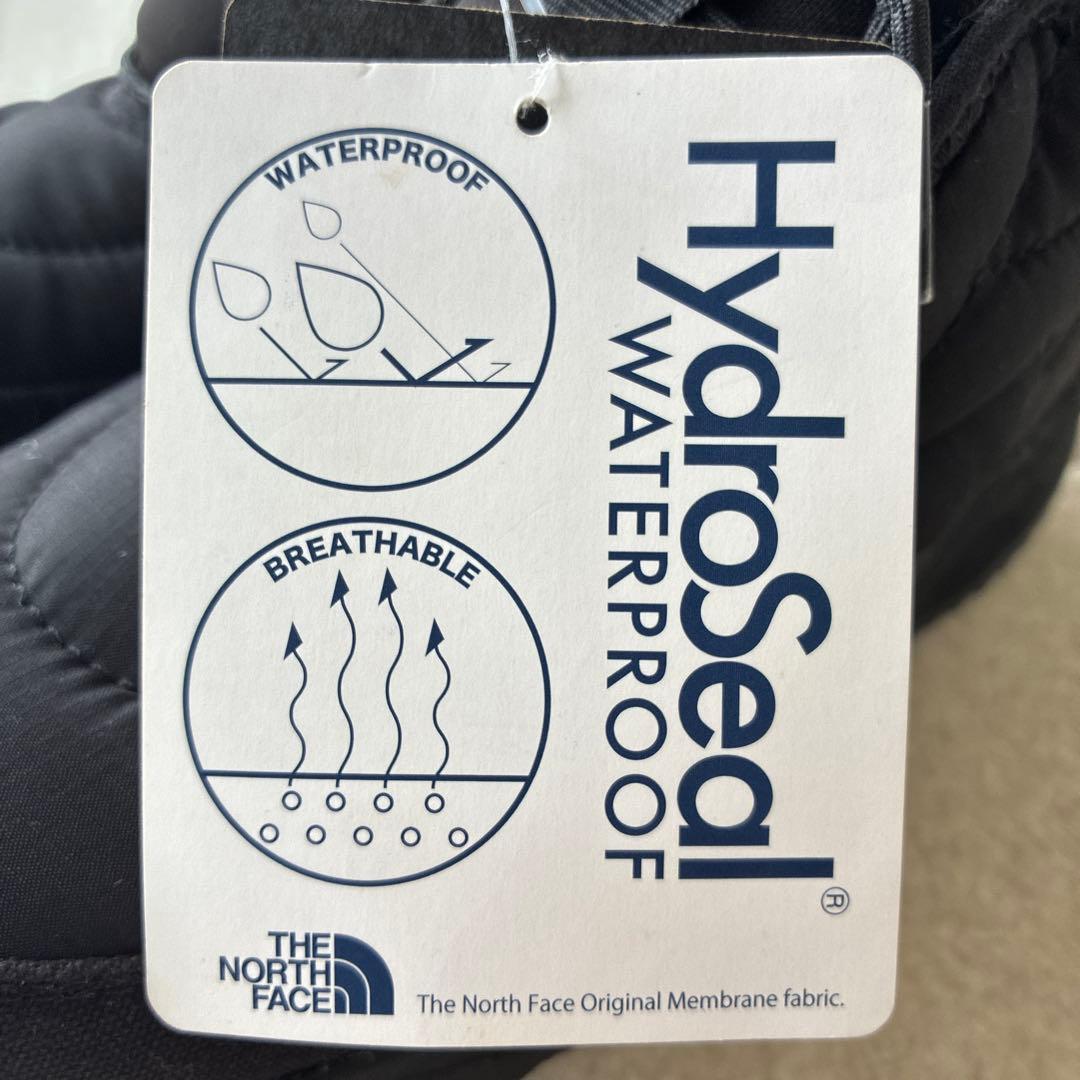 WATERPROOF
BREATHABLE
HydroSeal®
WATERPROOF
THE
NORTH
FACE
The North Face Original Membrane fabric.